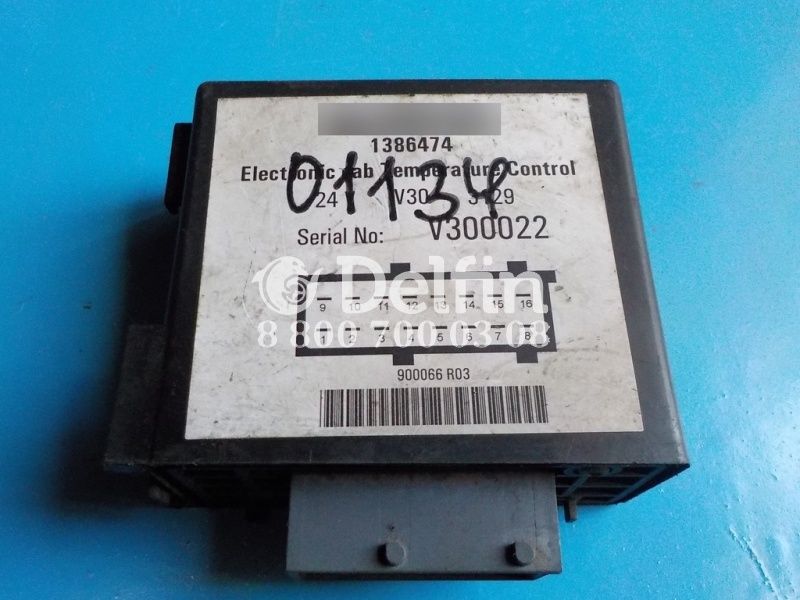 1386474
Electronic Cab Temperature Control
01134
24 V V30 3129
Serial No: V300022
Delfin
9 10 11 12 13 14 15 16
8 800 700 03 08
1 2 3 4 5 6 7 8
900066 R03